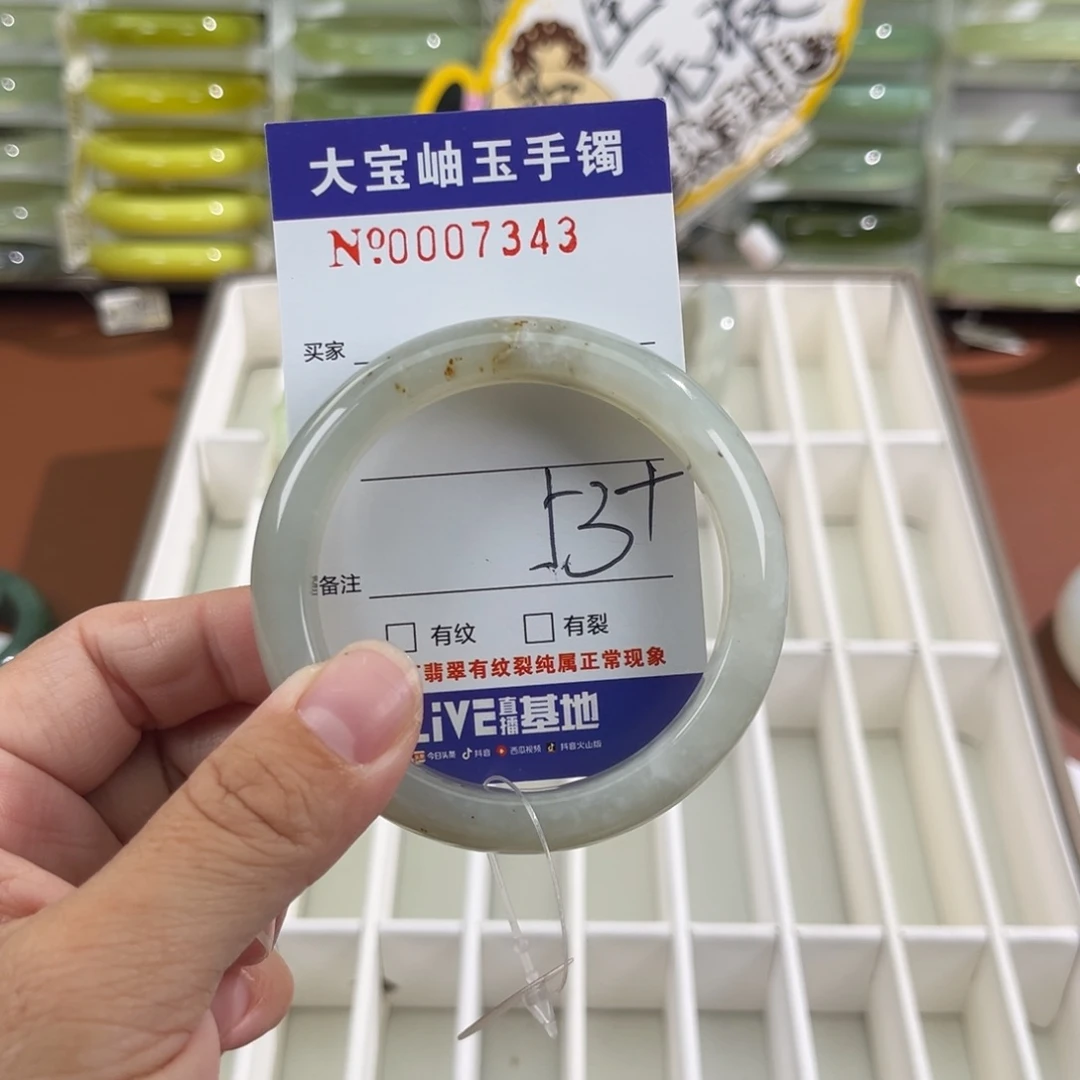 大宝岫玉手镯
Nº0007343
买家
53+
备注
有纹 有裂
翡翠有纹裂纯属正常现象
LiVE直播基地
今日头条 抖音 西瓜视频 抖音火山版